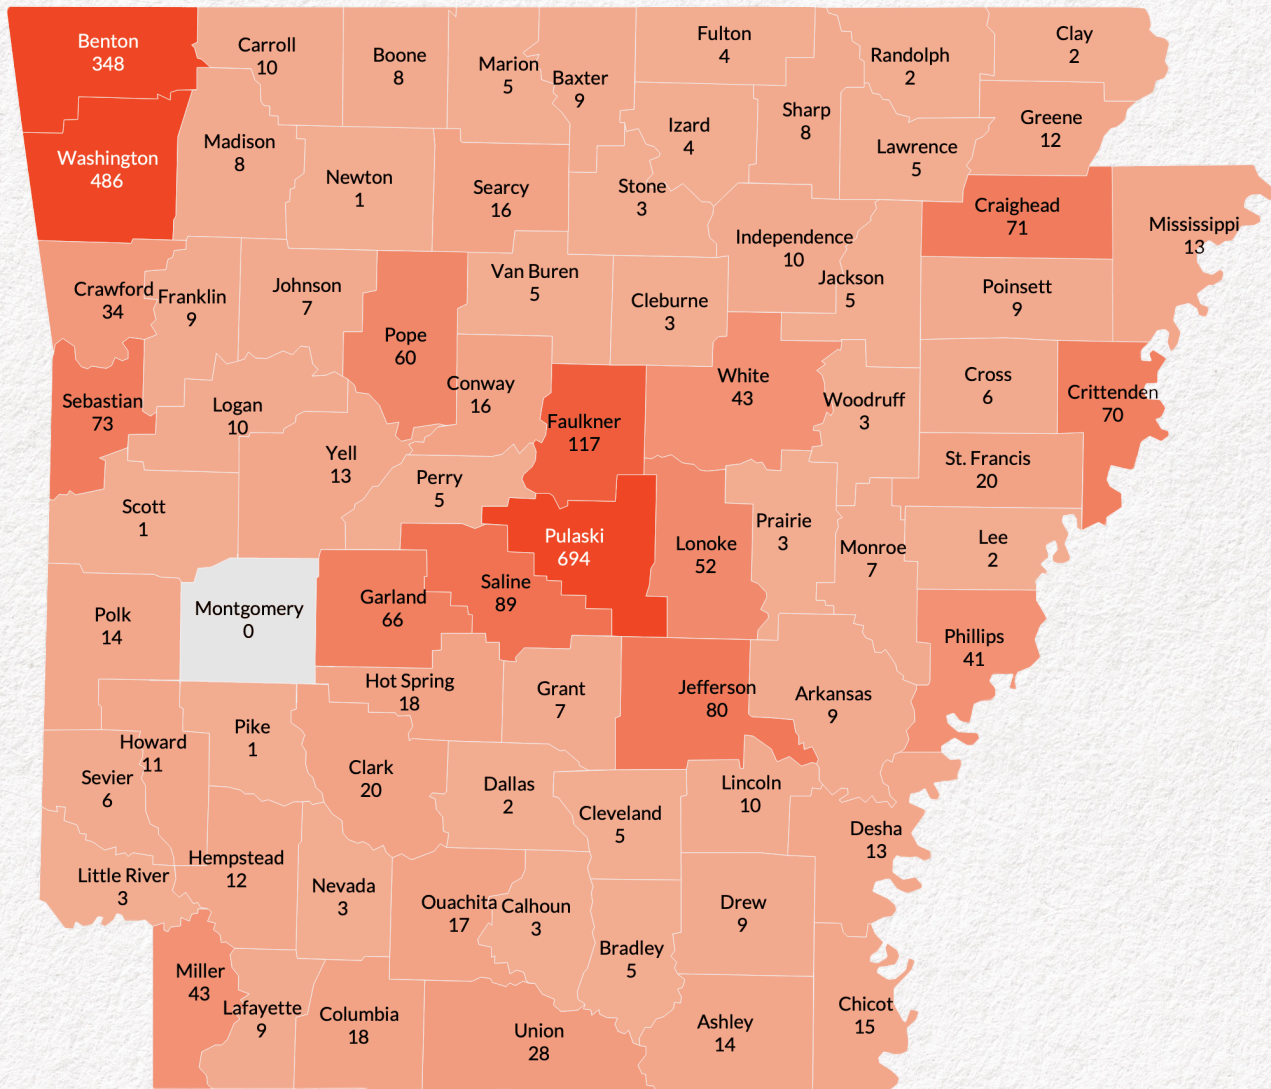 Benton
348
Carroll
10
Boone
8
Marion
5
Baxter
9
Fulton
4
Randolph
2
Clay
2
Washington
486
Madison
8
Newton
1
Searcy
16
Stone
3
Izard
4
Sharp
8
Lawrence
5
Greene
12
Craighead
71
Mississippi
13
Crawford
34
Franklin
9
Johnson
7
Pope
60
Van Buren
5
Cleburne
3
Independence
10
Jackson
5
Poinsett
9
Sebastian
73
Logan
10
Conway
16
Faulkner
117
White
43
Woodruff
3
Cross
6
Crittenden
70
Scott
1
Yell
13
Perry
5
Pulaski
694
Lonoke
52
Prairie
3
Monroe
7
St. Francis
20
Lee
2
Polk
14
Montgomery
0
Garland
66
Saline
89
Phillips
41
Hot Spring
18
Grant
7
Jefferson
80
Arkansas
9
Howard
11
Pike
1
Clark
20
Dallas
2
Cleveland
5
Lincoln
10
Desha
13
Sevier
6
Little River
3
Hempstead
12
Nevada
3
Ouachita
17
Calhoun
3
Bradley
5
Drew
9
Miller
43
Lafayette
9
Columbia
18
Union
28
Ashley
14
Chicot
15